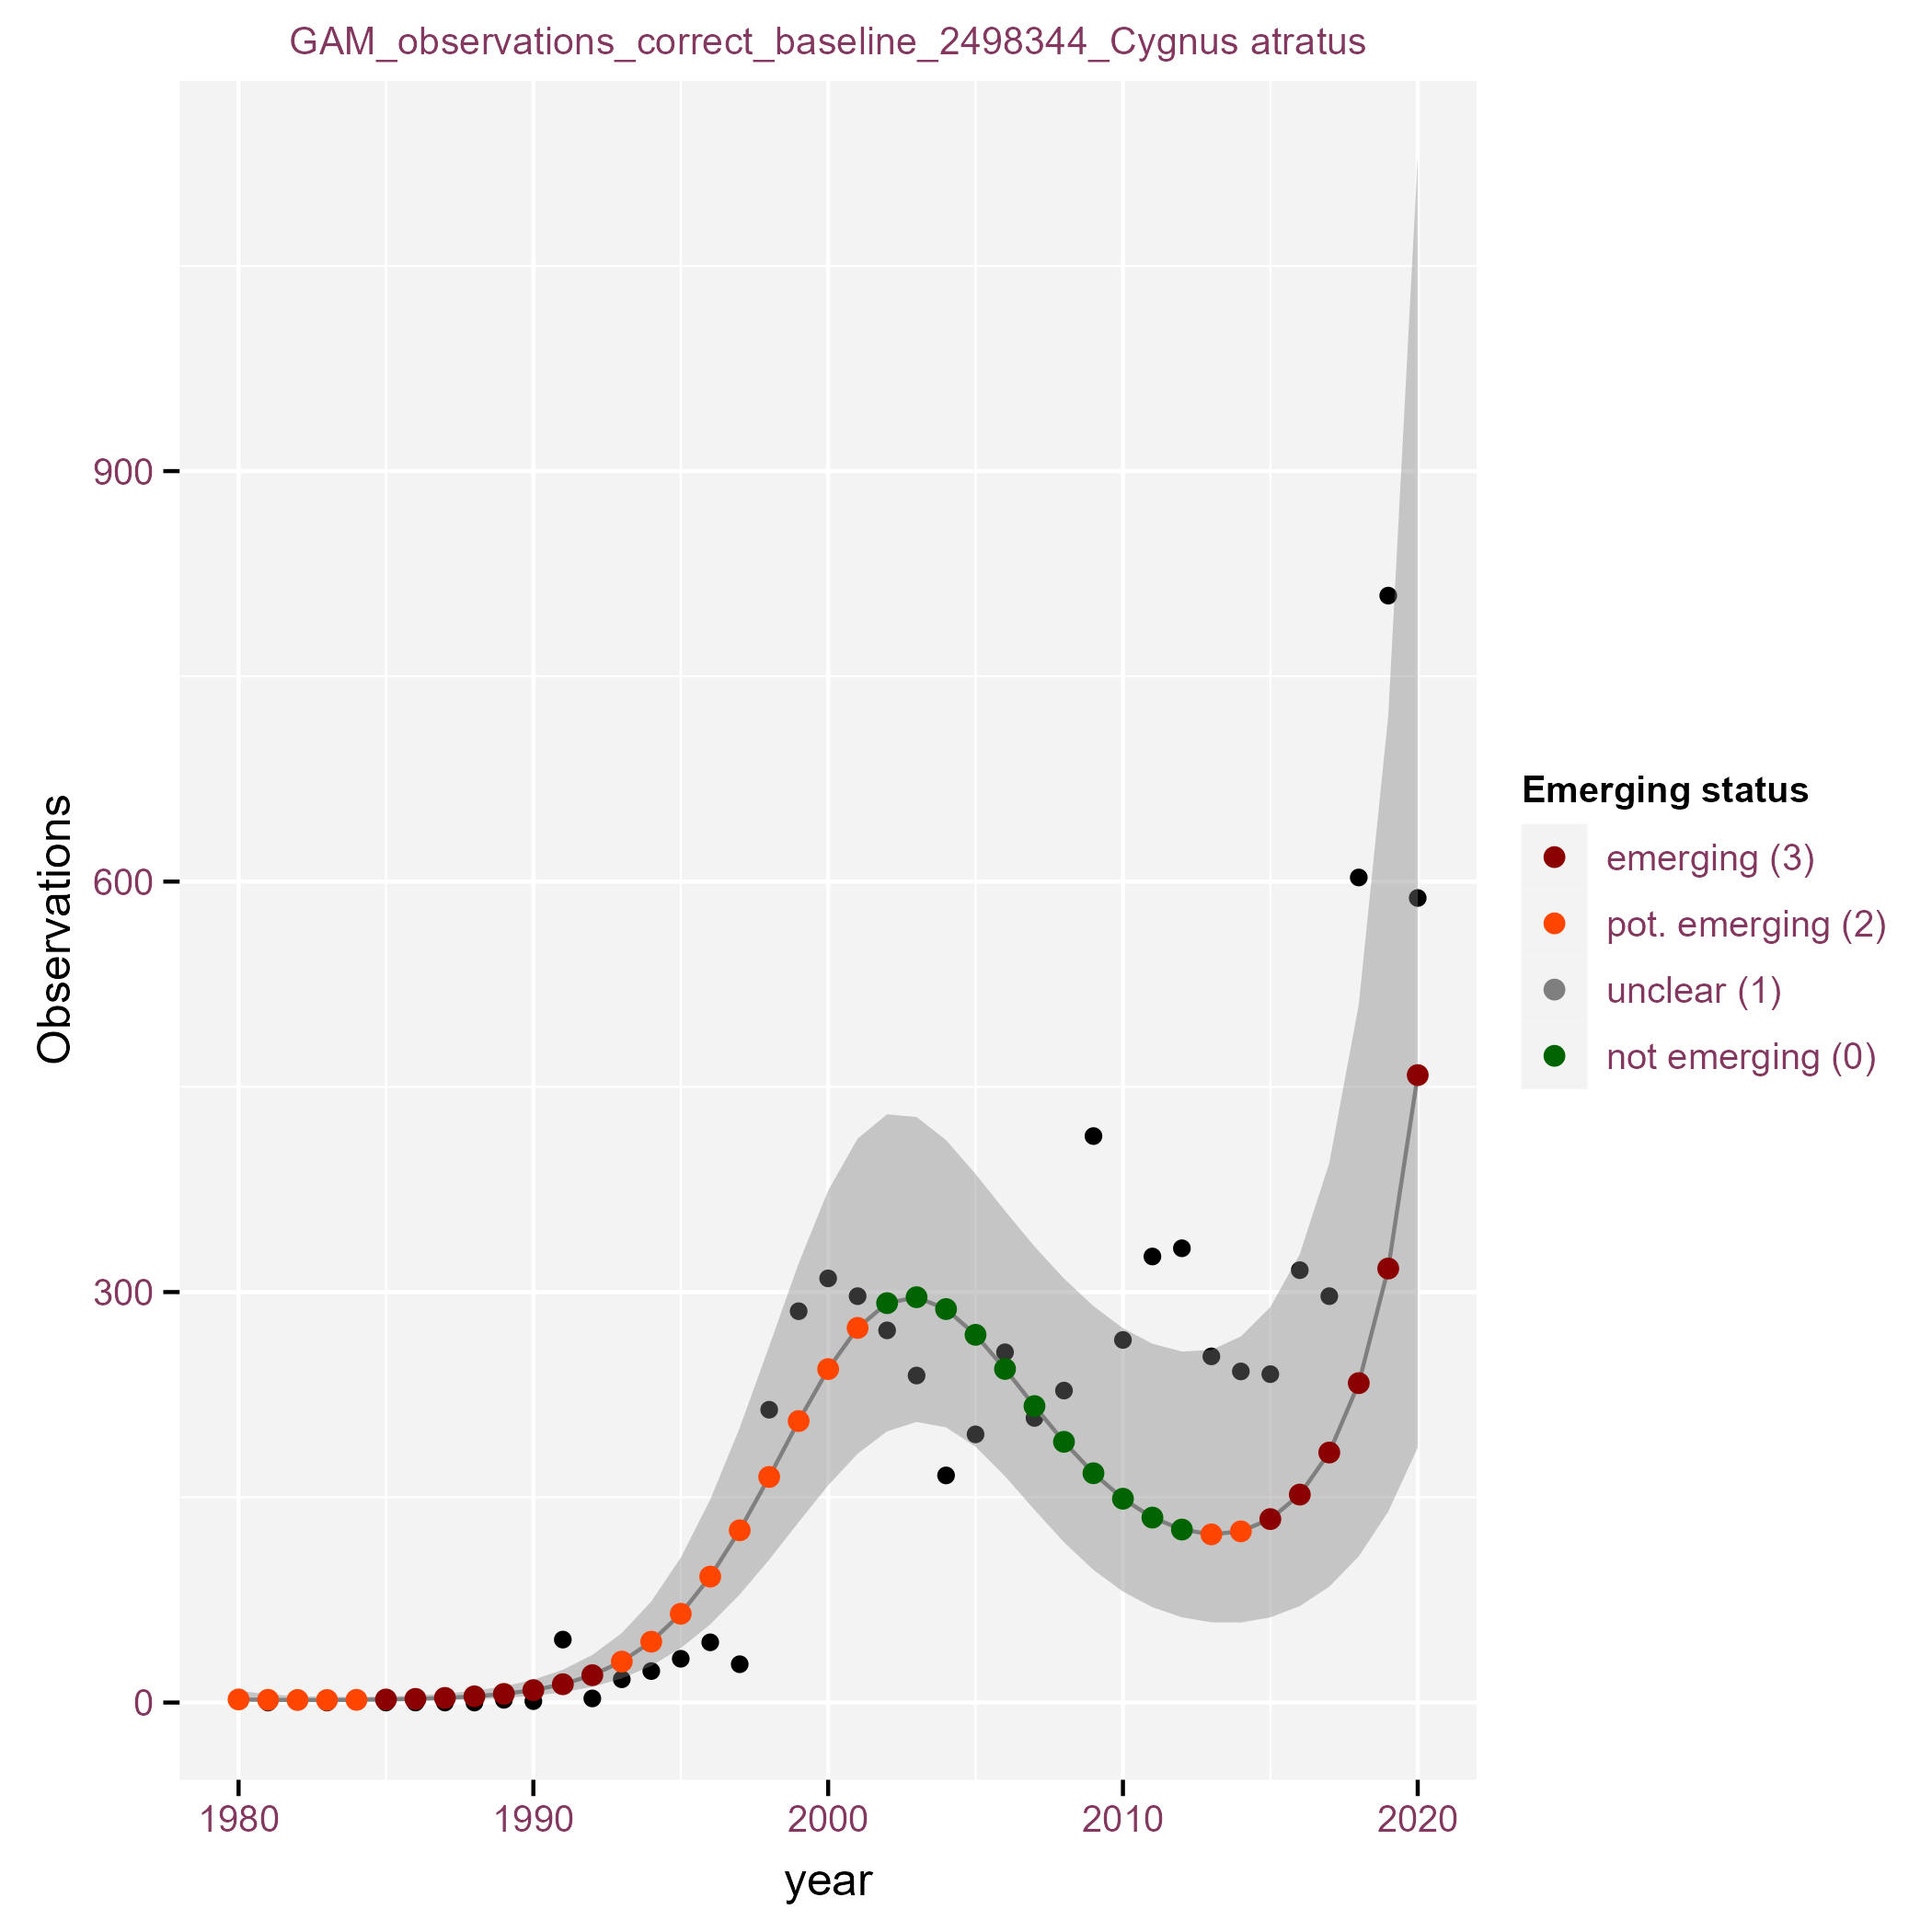 GAM_observations_correct_baseline_2498344_Cygnus atratus
900
600
300
0
Observations
1980
1990
2000
2010
2020
year
Emerging status
emerging (3)
pot. emerging (2)
unclear (1)
not emerging (0)